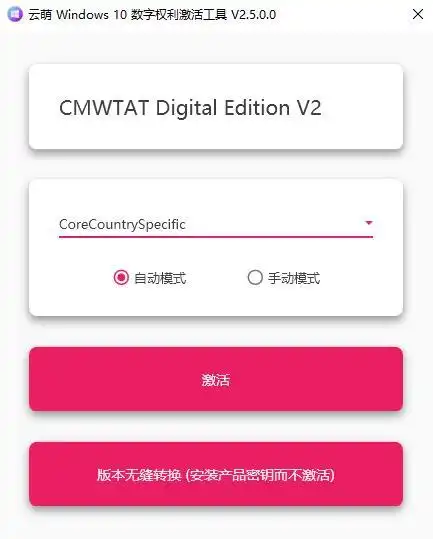 云萌 Windows 10 数字权利激活工具 V2.5.0.0
CMWTAT Digital Edition V2
CoreCountrySpecific
自动模式 手动模式
激活
版本无缝转换 (安装产品密钥而不激活)